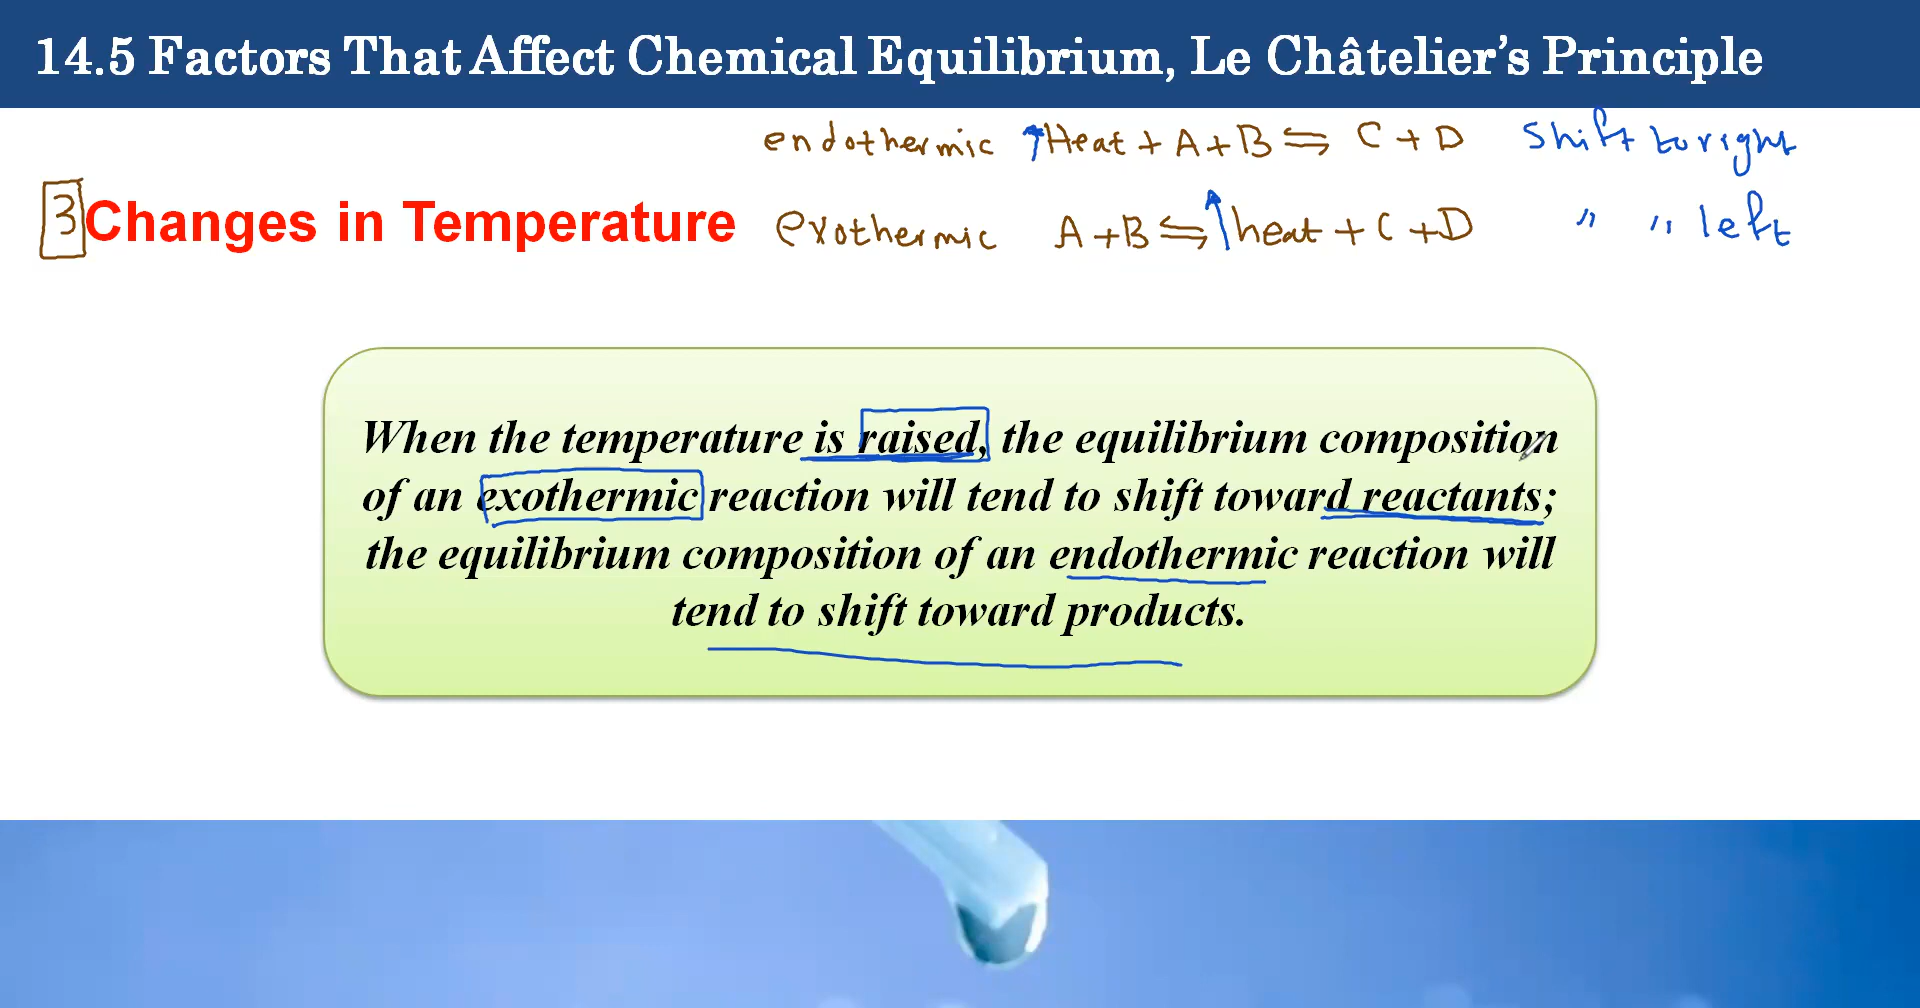 14.5 Factors That Affect Chemical Equilibrium, Le Châtelier's Principle
endothermic ↑Heat + A + B ⇌ C + D shift to right
3 Changes in Temperature exothermic A + B ⇌ ↑heat + C + D " " left
When the temperature is raised, the equilibrium composition
of an exothermic reaction will tend to shift toward reactants;
the equilibrium composition of an endothermic reaction will
tend to shift toward products.